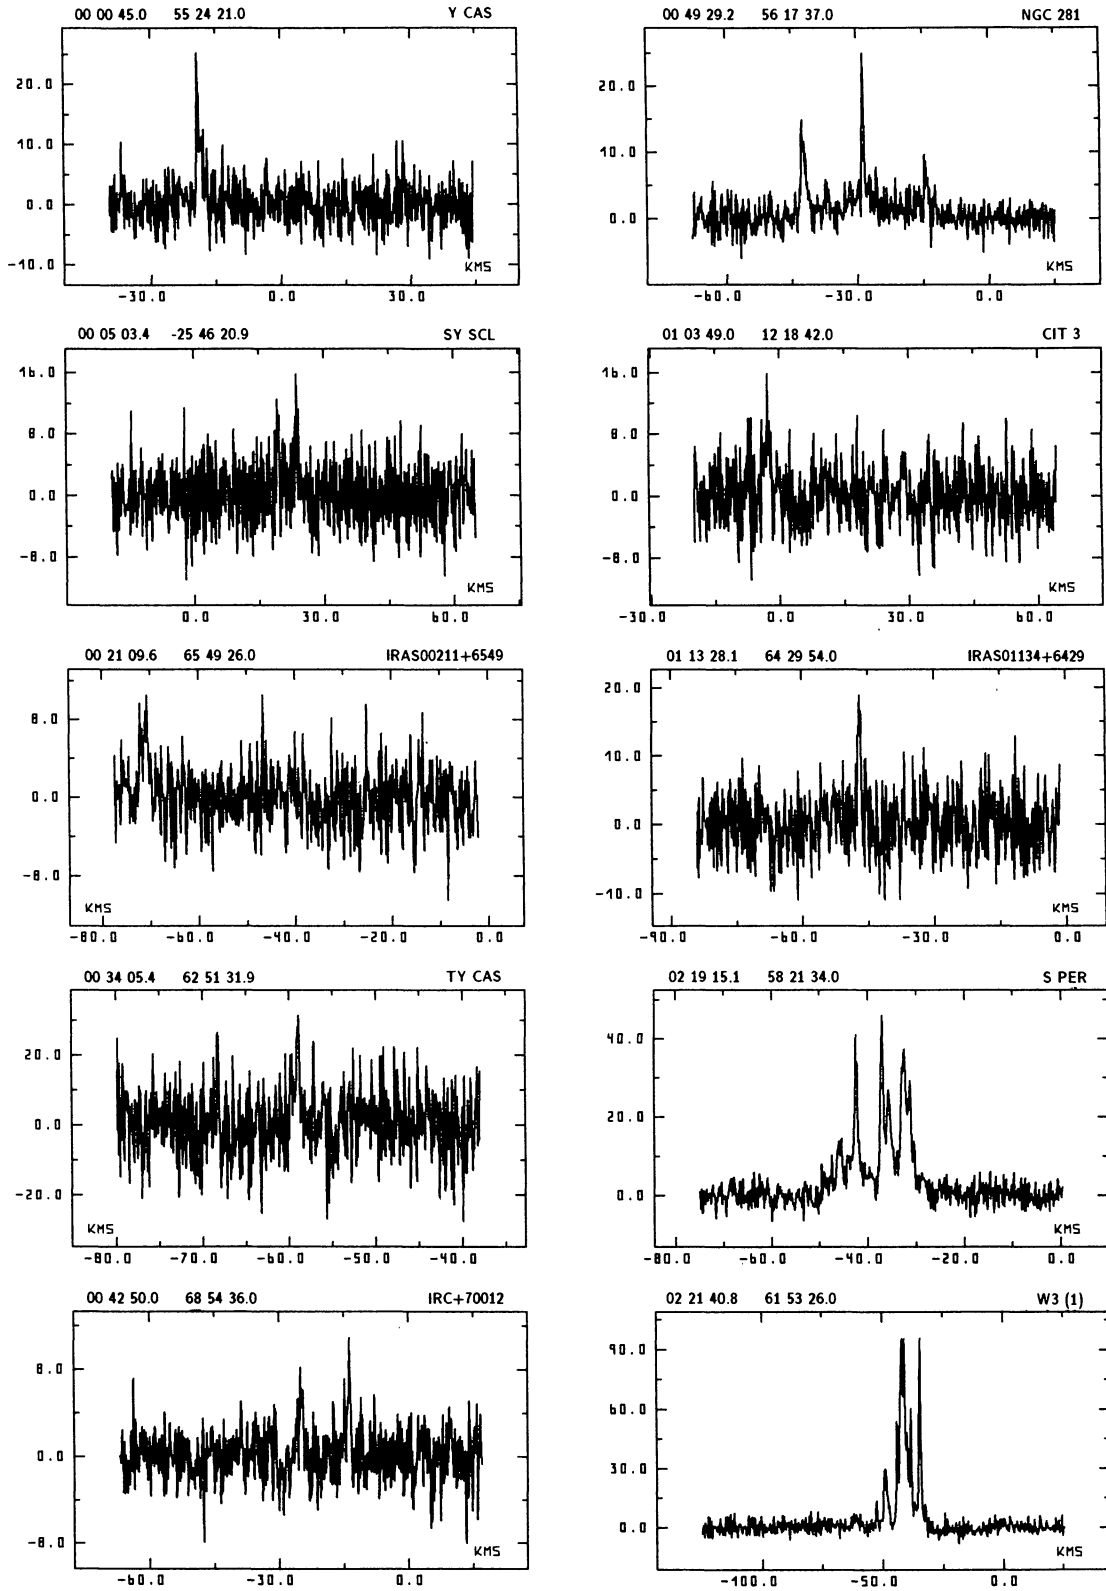 00 00 45.0 55 24 21.0 Y CAS
20.0
10.0
0.0
-10.0
KMS
-30.0 0.0 30.0
00 05 03.4 -25 46 20.9 SY SCL
16.0
8.0
0.0
-8.0
KMS
0.0 30.0 60.0
00 21 09.6 65 49 26.0 IRAS00211+6549
8.0
0.0
-8.0
KMS
-80.0 -60.0 -40.0 -20.0 0.0
00 34 05.4 62 51 31.9 TY CAS
20.0
0.0
-20.0
KMS
-80.0 -70.0 -60.0 -50.0 -40.0
00 42 50.0 68 54 36.0 IRC+70012
8.0
0.0
-8.0
KMS
-60.0 -30.0 0.0
00 49 29.2 56 17 37.0 NGC 281
20.0
10.0
0.0
KMS
-60.0 -30.0 0.0
01 03 49.0 12 18 42.0 CIT 3
16.0
8.0
0.0
-8.0
KMS
-30.0 0.0 30.0 60.0
01 13 28.1 64 29 54.0 IRAS01134+6429
20.0
10.0
0.0
-10.0
KMS
-90.0 -60.0 -30.0 0.0
02 19 15.1 58 21 34.0 S PER
40.0
20.0
0.0
KMS
-80.0 -60.0 -40.0 -20.0 0.0
02 21 40.8 61 53 26.0 W3 (1)
90.0
60.0
30.0
0.0
KMS
-100.0 -50.0 0.0